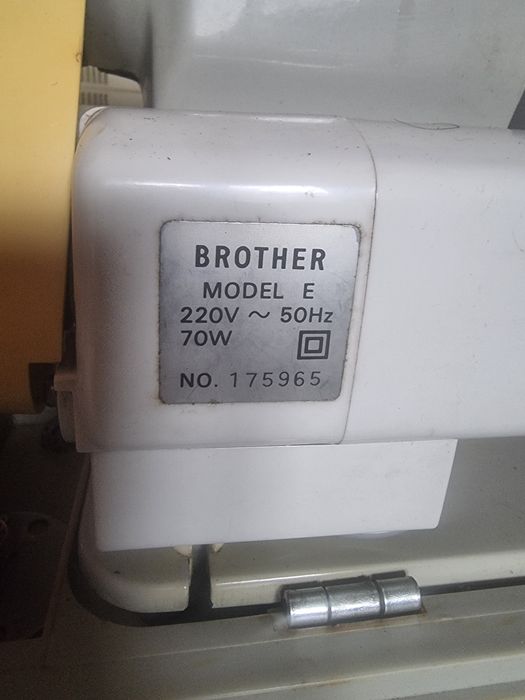 BROTHER
MODEL E
220V ~ 50Hz
70W
NO. 175965